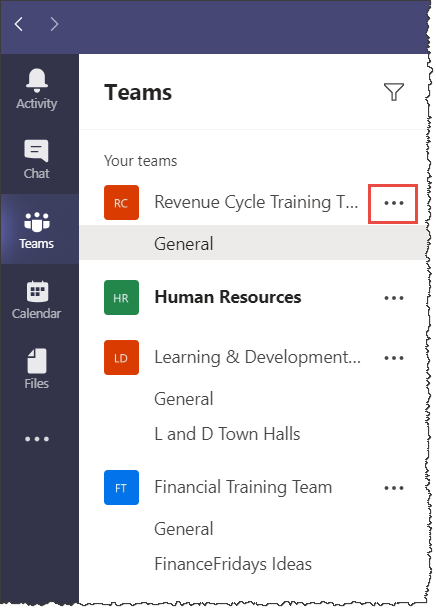 Activity
Chat
Teams
Calendar
Files
Teams
Your teams
RC Revenue Cycle Training T...
General
HR Human Resources
LD Learning & Development...
General
L and D Town Halls
FT Financial Training Team
General
FinanceFridays Ideas